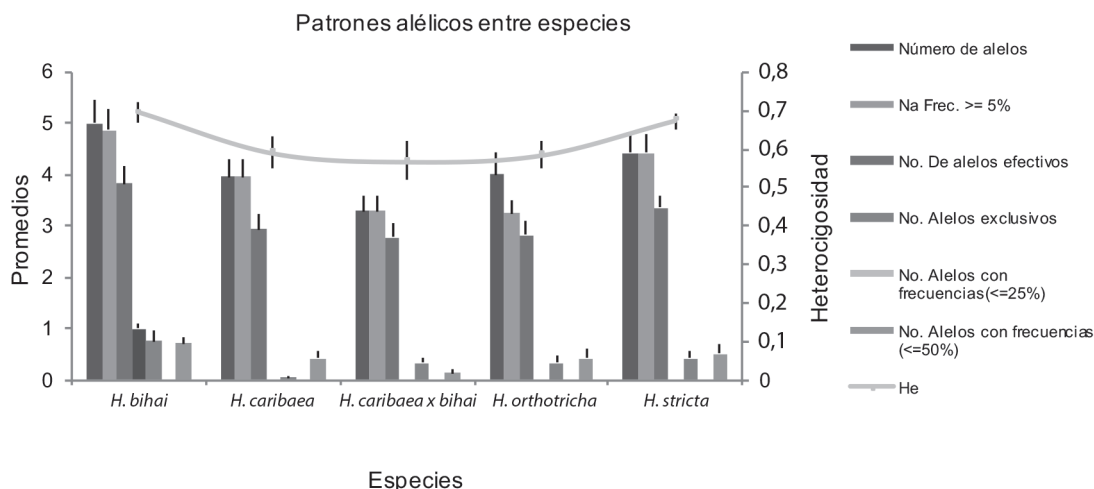 Patrones alélicos entre especies
Promedios
6
5
4
3
2
1
0
0,8
0,7
0,6
0,5
0,4
0,3
0,2
0,1
0
Heterocigosidad
H. bihai
H. caribaea
H. caribaea x bihai
H. orthotricha
H. stricta
Especies
Número de alelos
Na Frec. >= 5%
No. De alelos efectivos
No. Alelos exclusivos
No. Alelos con
frecuencias(<=25%)
No. Alelos con frecuencias
(<=50%)
He